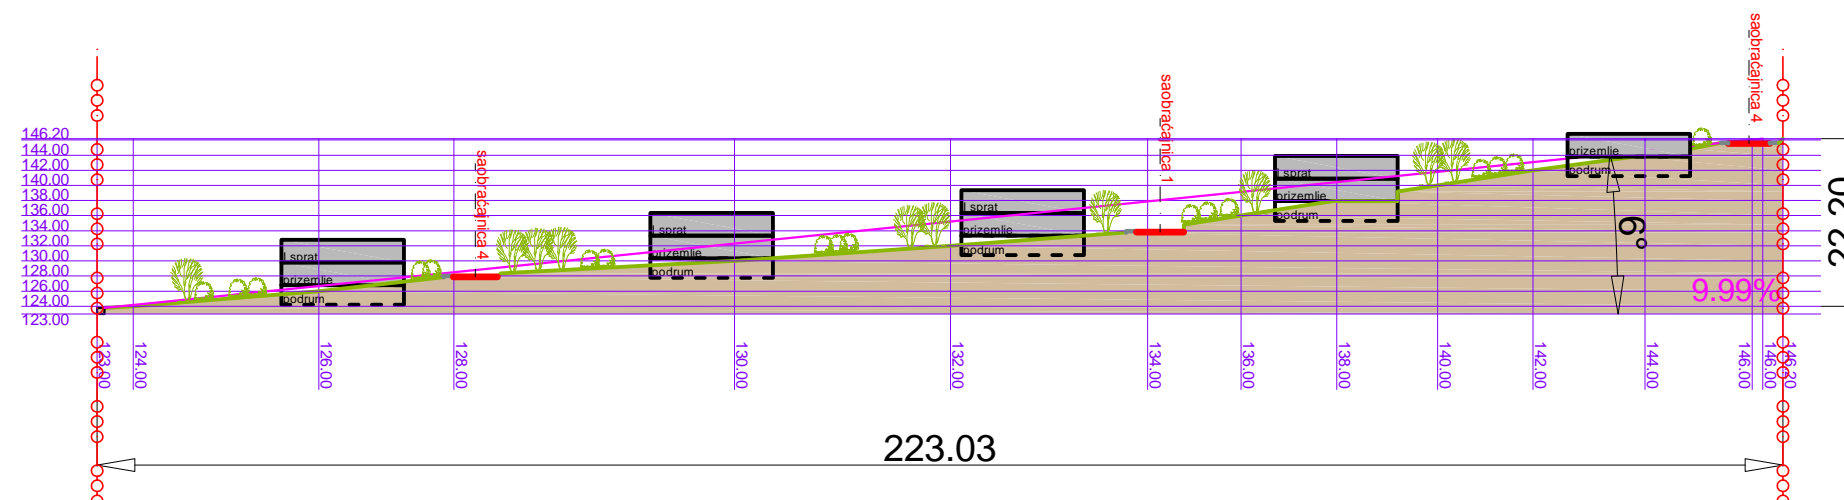 saobraćajnica 4
saobraćajnica 1
saobraćajnica 4
146.20
144.00
142.00
140.00
138.00
136.00
134.00
132.00
130.00
128.00
126.00
124.00
123.00
I sprat
prizemlje
podrum
I sprat
prizemlje
podrum
I sprat
prizemlje
podrum
I sprat
prizemlje
podrum
prizemlje
podrum
6°
9.99%
123.00
124.00
126.00
128.00
130.00
132.00
134.00
136.00
138.00
140.00
142.00
144.00
146.00
146.00
146.20
223.03